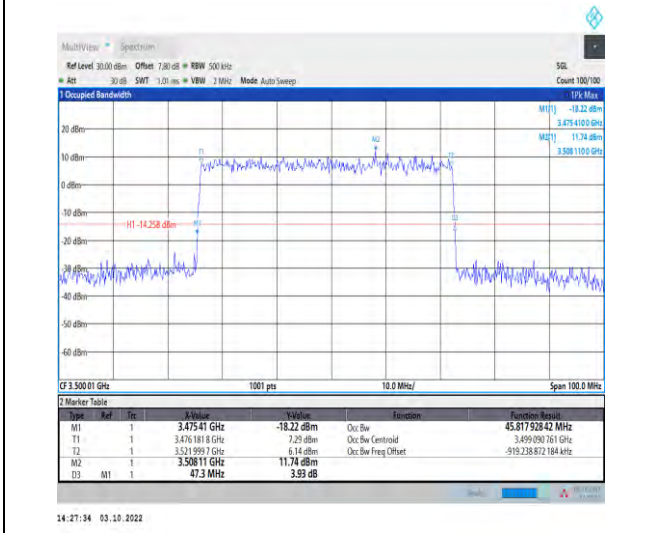 MultiView Spectrum
Ref Level 30.00 dBm Offset 7.80 dB RBW 500 kHz SGL
Att 30 dB SWT 1.01 ms VBW 2 MHz Mode Auto Sweep Count 100/100
1 Occupied Bandwidth 1Pk Max
M1[1] -18.22 dBm
3.475 410 0 GHz
M2[1] 11.74 dBm
3.508 110 0 GHz
20 dBm
M2
T1 T2
10 dBm
0 dBm
-10 dBm
H1 -14.258 dBm M1 D3
-20 dBm
-30 dBm
-40 dBm
-50 dBm
-60 dBm
CF 3.500 01 GHz 1001 pts 10.0 MHz/ Span 100.0 MHz
2 Marker Table
Type Ref Trc X-Value Y-Value Function Function Result
M1 1 3.475 41 GHz -18.22 dBm Occ Bw 45.817 928 42 MHz
T1 1 3.476 181 8 GHz 7.29 dBm Occ Bw Centroid 3.499 090 761 GHz
T2 1 3.521 999 7 GHz 6.14 dBm Occ Bw Freq Offset -919.238 872 184 kHz
M2 1 3.508 11 GHz 11.74 dBm
D3 M1 1 47.3 MHz 3.93 dB
14:27:34 03.10.2022